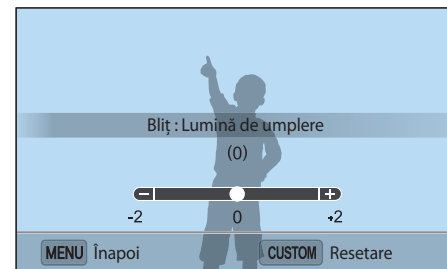 Bliț : Lumină de umplere
(0)
-2 0 +2
MENU Înapoi CUSTOM Resetare